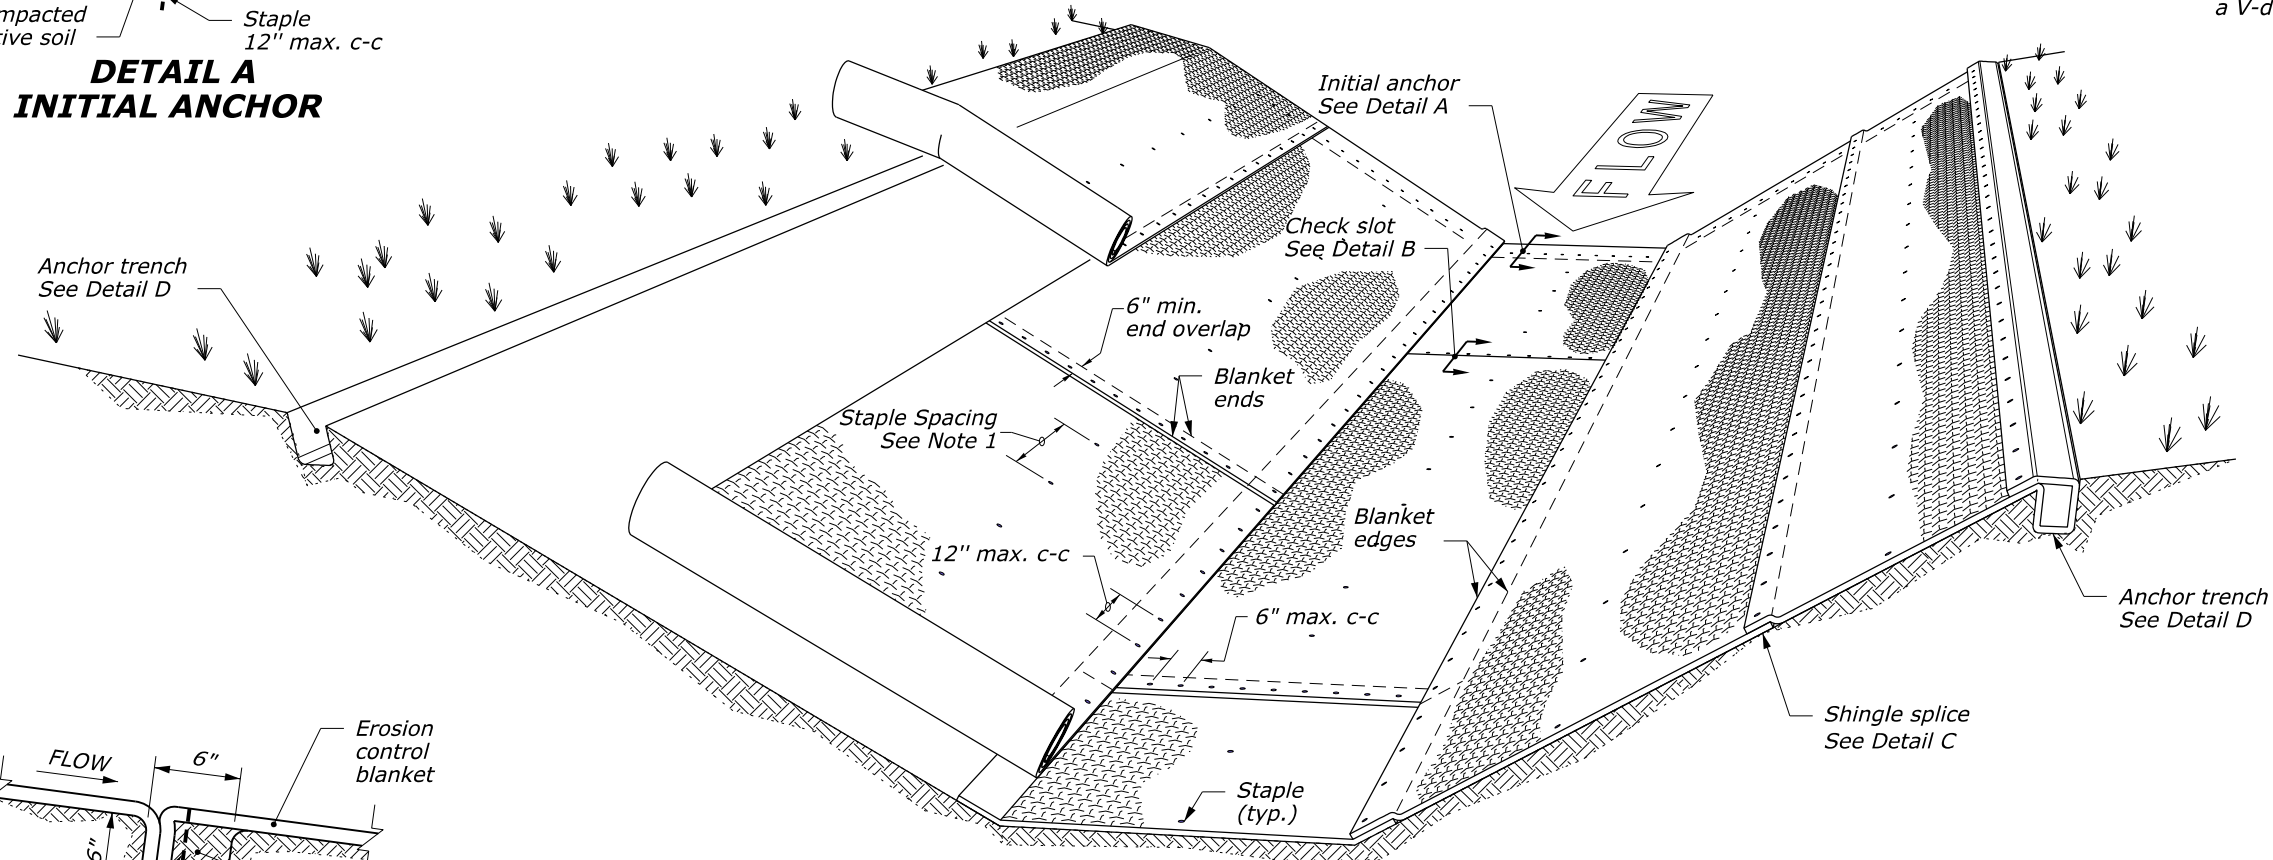 mpacted
tive soil
Staple
12'' max. c-c
DETAIL A
INITIAL ANCHOR
a V-d
Initial anchor
See Detail A
FLOW
Check slot
See Detail B
Anchor trench
See Detail D
6" min.
end overlap
Blanket
ends
Staple Spacing
See Note 1
12'' max. c-c
Blanket
edges
6" max. c-c
Anchor trench
See Detail D
Shingle splice
See Detail C
Staple
(typ.)
Erosion
control
blanket
FLOW
6"
6"